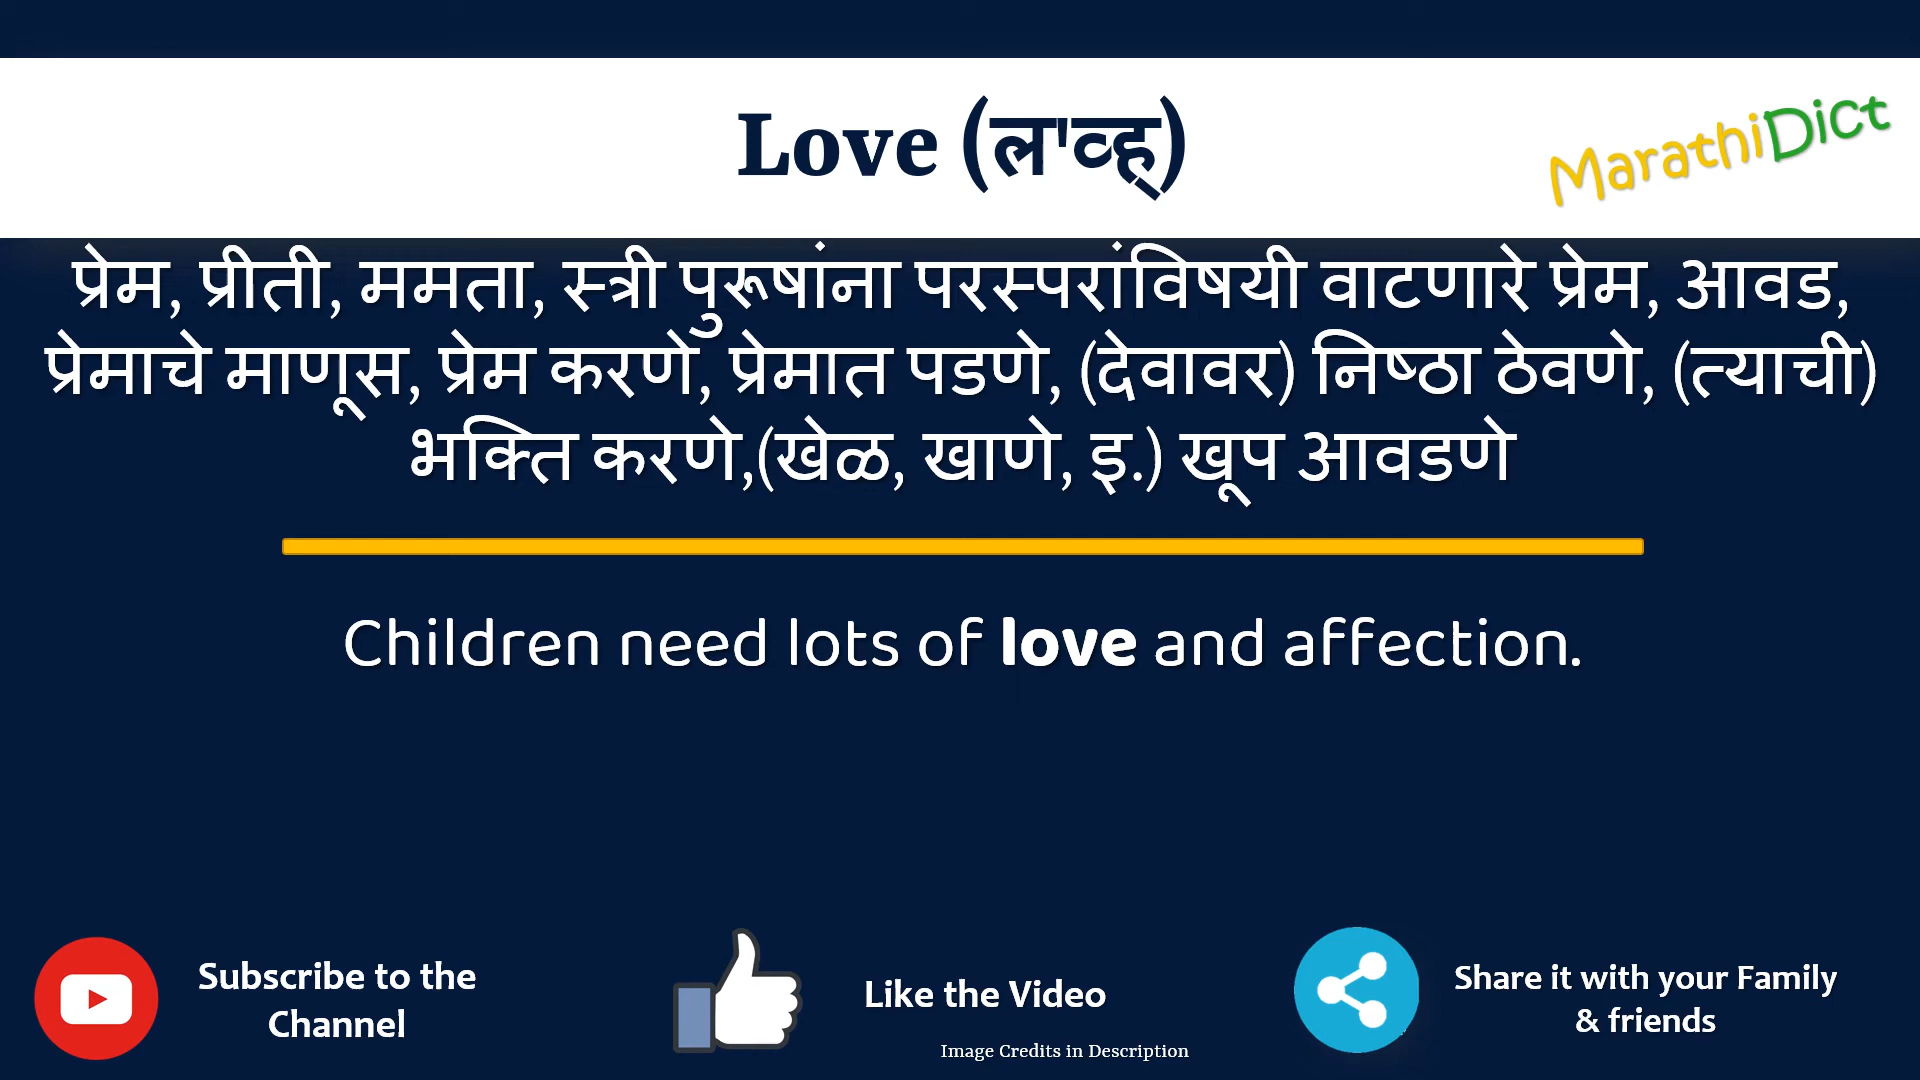 Love (ल'व्ह्)
MarathiDict
प्रेम, प्रीती, ममता, स्त्री पुरूषांना परस्परांविषयी वाटणारे प्रेम, आवड,
प्रेमाचे माणूस, प्रेम करणे, प्रेमात पडणे, (देवावर) निष्ठा ठेवणे, (त्याची)
भक्ति करणे,(खेळ, खाणे, इ.) खूप आवडणे
Children need lots of love and affection.
Subscribe to the
Channel
Like the Video
Share it with your Family
& friends
Image Credits in Description